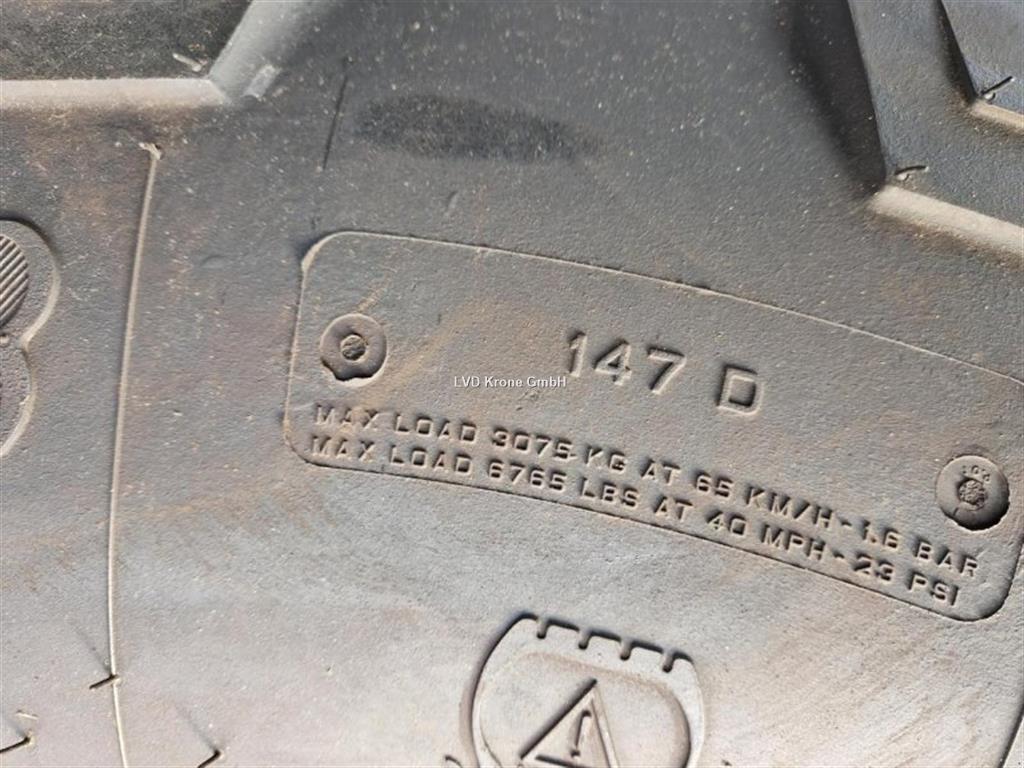 147 D
LVD Krone GmbH
MAX LOAD 3075 KG AT 65 KM/H - 1.6 BAR
MAX LOAD 6765 LBS AT 40 MPH - 23 PSI